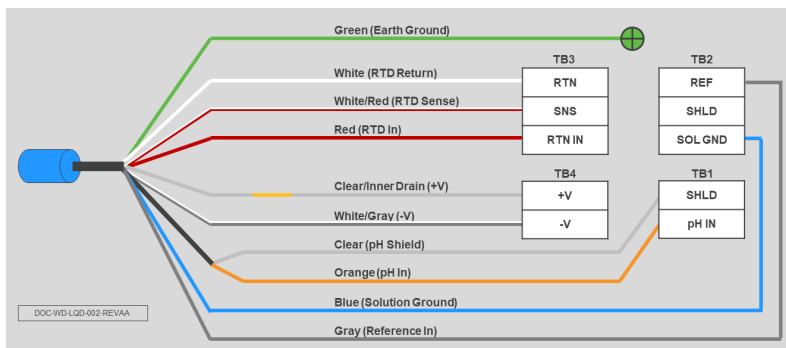 Green (Earth Ground)
TB3
TB2
White (RTD Return)
RTN
REF
White/Red (RTD Sense)
SNS
SHLD
Red (RTD In)
RTN IN
SOL GND
TB4
TB1
Clear/Inner Drain (+V)
+V
SHLD
White/Gray (-V)
-V
pH IN
Clear (pH Shield)
Orange (pH In)
Blue (Solution Ground)
DOC-WD-LQD-002-REVAA
Gray (Reference In)